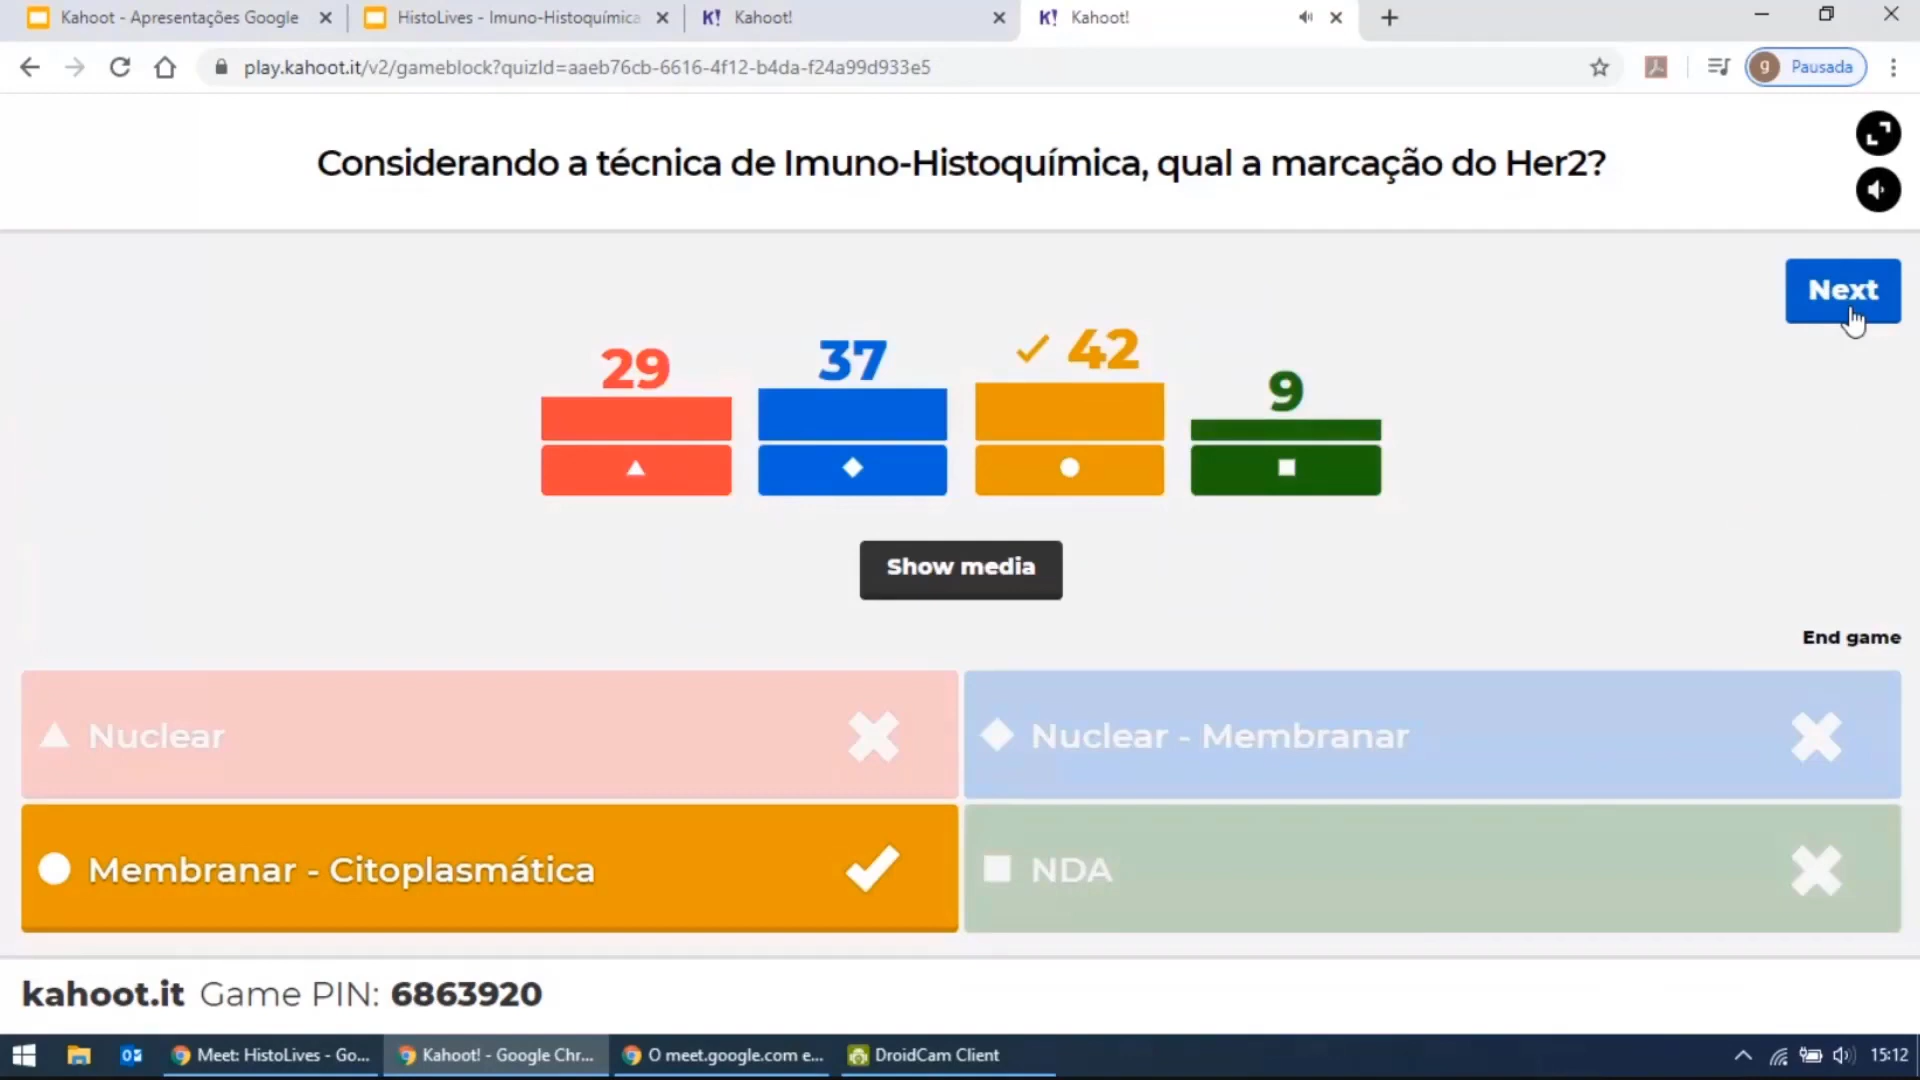 Kahoot - Apresentações Google
HistoLives - Imuno-Histoquímica
K! Kahoot!
K! Kahoot!
play.kahoot.it/v2/gameblock?quizId=aaeb76cb-6616-4f12-b4da-f24a99d933e5
g Pausada
Considerando a técnica de Imuno-Histoquímica, qual a marcação do Her2?
Next
29
37
42
9
Show media
End game
Nuclear
Nuclear - Membranar
Membranar - Citoplasmática
NDA
kahoot.it Game PIN: 6863920
Meet: HistoLives - Go...
Kahoot! - Google Chr...
O meet.google.com e...
DroidCam Client
15:12